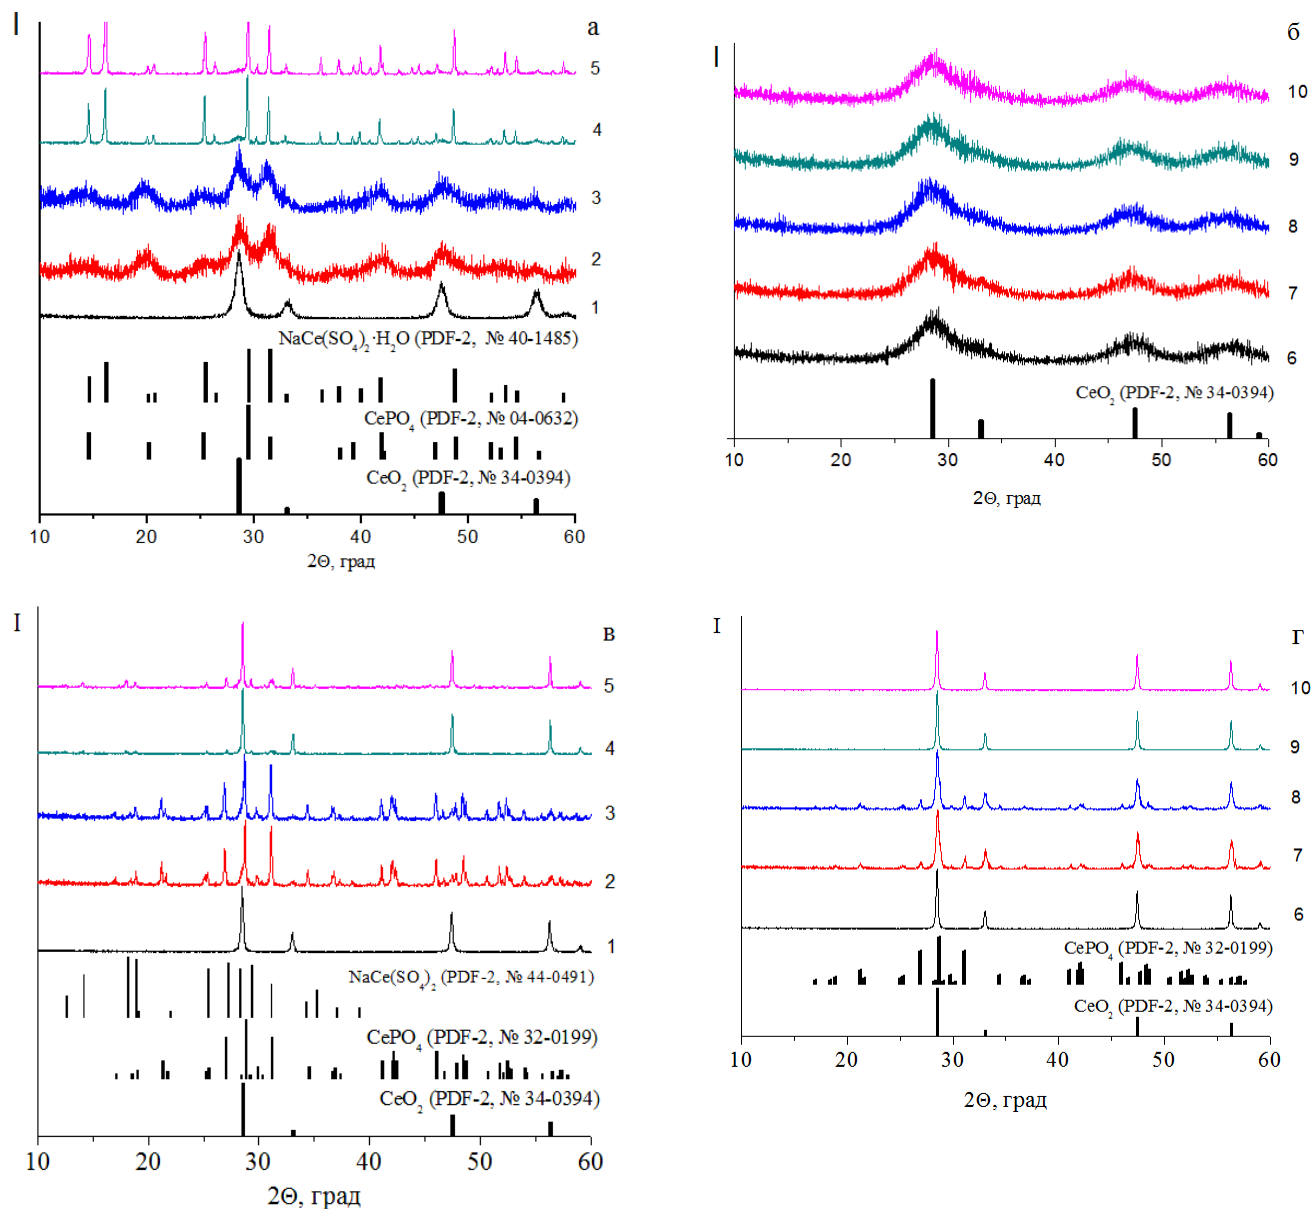 I
а
5
4
3
2
1
NaCe(SO4)2·H2O (PDF-2, № 40-1485)
CePO4 (PDF-2, № 04-0632)
CeO2 (PDF-2, № 34-0394)
10 20 30 40 50 60
2Θ, град
I
б
10
9
8
7
6
CeO2 (PDF-2, № 34-0394)
10 20 30 40 50 60
2Θ, град
I
в
5
4
3
2
1
NaCe(SO4)2 (PDF-2, № 44-0491)
CePO4 (PDF-2, № 32-0199)
CeO2 (PDF-2, № 34-0394)
10 20 30 40 50 60
2Θ, град
I
г
10
9
8
7
6
CePO4 (PDF-2, № 32-0199)
CeO2 (PDF-2, № 34-0394)
10 20 30 40 50 60
2Θ, град